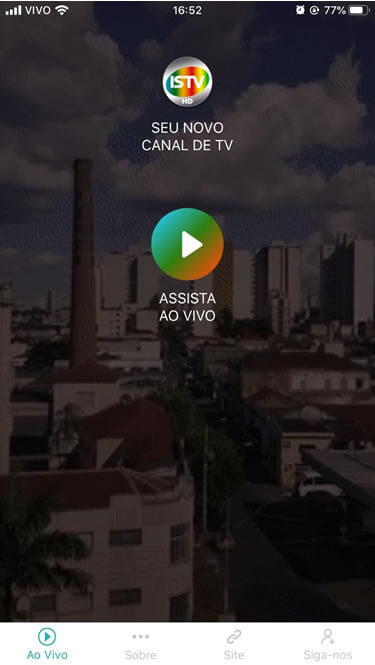 VIVO 16:52 77%
ISTV
HD
SEU NOVO
CANAL DE TV
ASSISTA
AO VIVO
Ao Vivo Sobre Site Siga-nos